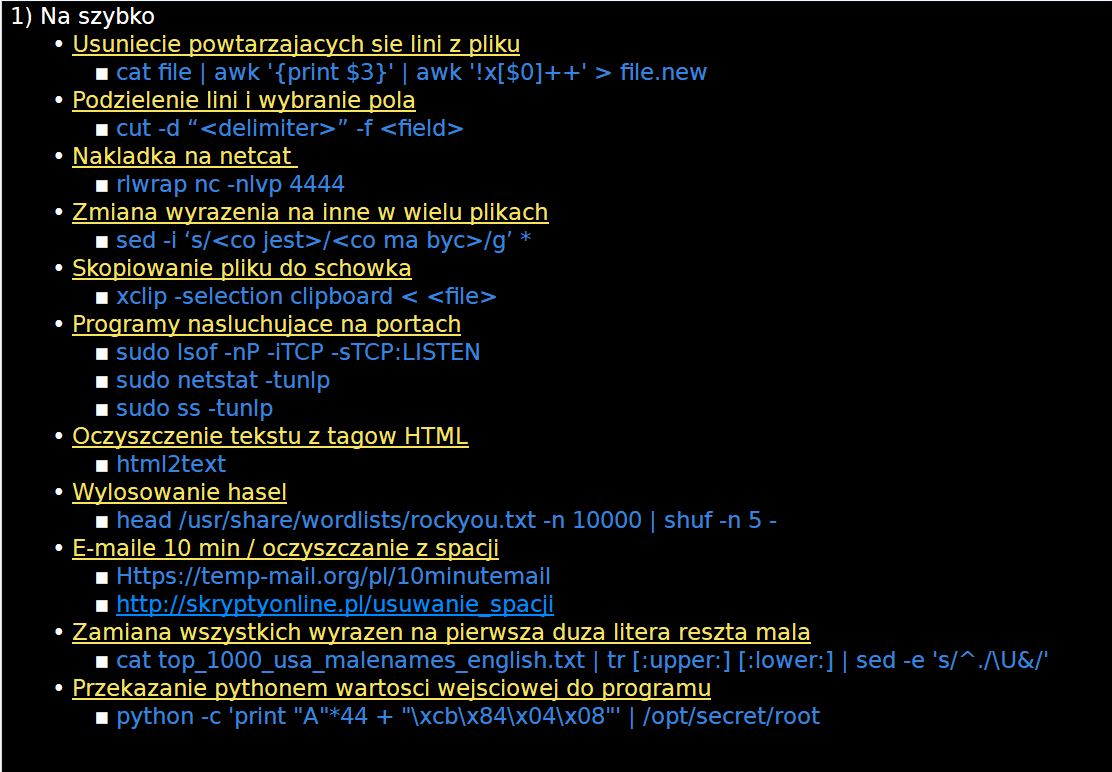 1) Na szybko
• Usuniecie powtarzajacych sie lini z pliku
▪ cat file | awk '{print $3}' | awk '!x[$0]++' > file.new
• Podzielenie lini i wybranie pola
▪ cut -d “<delimiter>” -f <field>
• Nakladka na netcat
▪ rlwrap nc -nlvp 4444
• Zmiana wyrazenia na inne w wielu plikach
▪ sed -i ‘s/<co jest>/<co ma byc>/g’ *
• Skopiowanie pliku do schowka
▪ xclip -selection clipboard < <file>
• Programy nasluchujace na portach
▪ sudo lsof -nP -iTCP -sTCP:LISTEN
▪ sudo netstat -tunlp
▪ sudo ss -tunlp
• Oczyszczenie tekstu z tagow HTML
▪ html2text
• Wylosowanie hasel
▪ head /usr/share/wordlists/rockyou.txt -n 10000 | shuf -n 5 -
• E-maile 10 min / oczyszczanie z spacji
▪ Https://temp-mail.org/pl/10minutemail
▪ http://skryptyonline.pl/usuwanie_spacji
• Zamiana wszystkich wyrazen na pierwsza duza litera reszta mala
▪ cat top_1000_usa_malenames_english.txt | tr [:upper:] [:lower:] | sed -e 's/^./\U&/'
• Przekazanie pythonem wartosci wejsciowej do programu
▪ python -c 'print "A"*44 + "\xcb\x84\x04\x08"' | /opt/secret/root